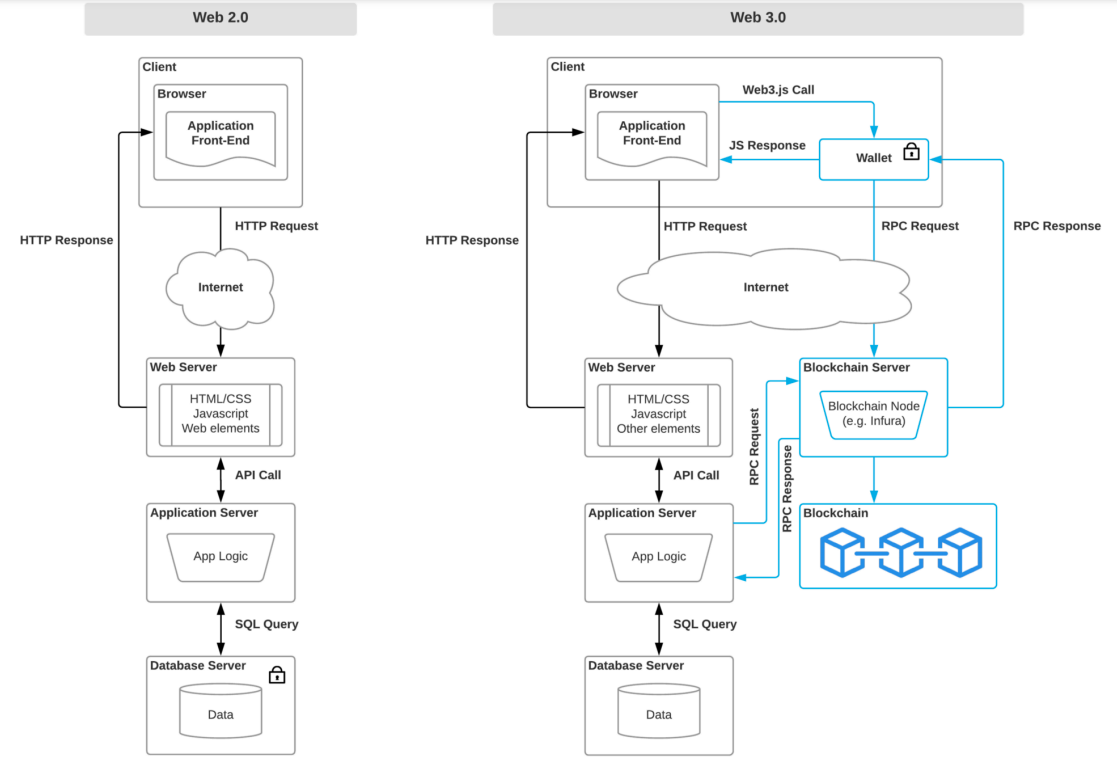 Web 2.0
Client
Browser
Application
Front-End
HTTP Request
HTTP Response
Internet
Web Server
HTML/CSS
Javascript
Web elements
API Call
Application Server
App Logic
SQL Query
Database Server
Data
Web 3.0
Client
Browser
Application
Front-End
Web3.js Call
JS Response
Wallet
HTTP Request
RPC Request
RPC Response
HTTP Response
Internet
Web Server
HTML/CSS
Javascript
Other elements
Blockchain Server
Blockchain Node
(e.g. Infura)
RPC Request
RPC Response
API Call
Application Server
App Logic
Blockchain
SQL Query
Database Server
Data